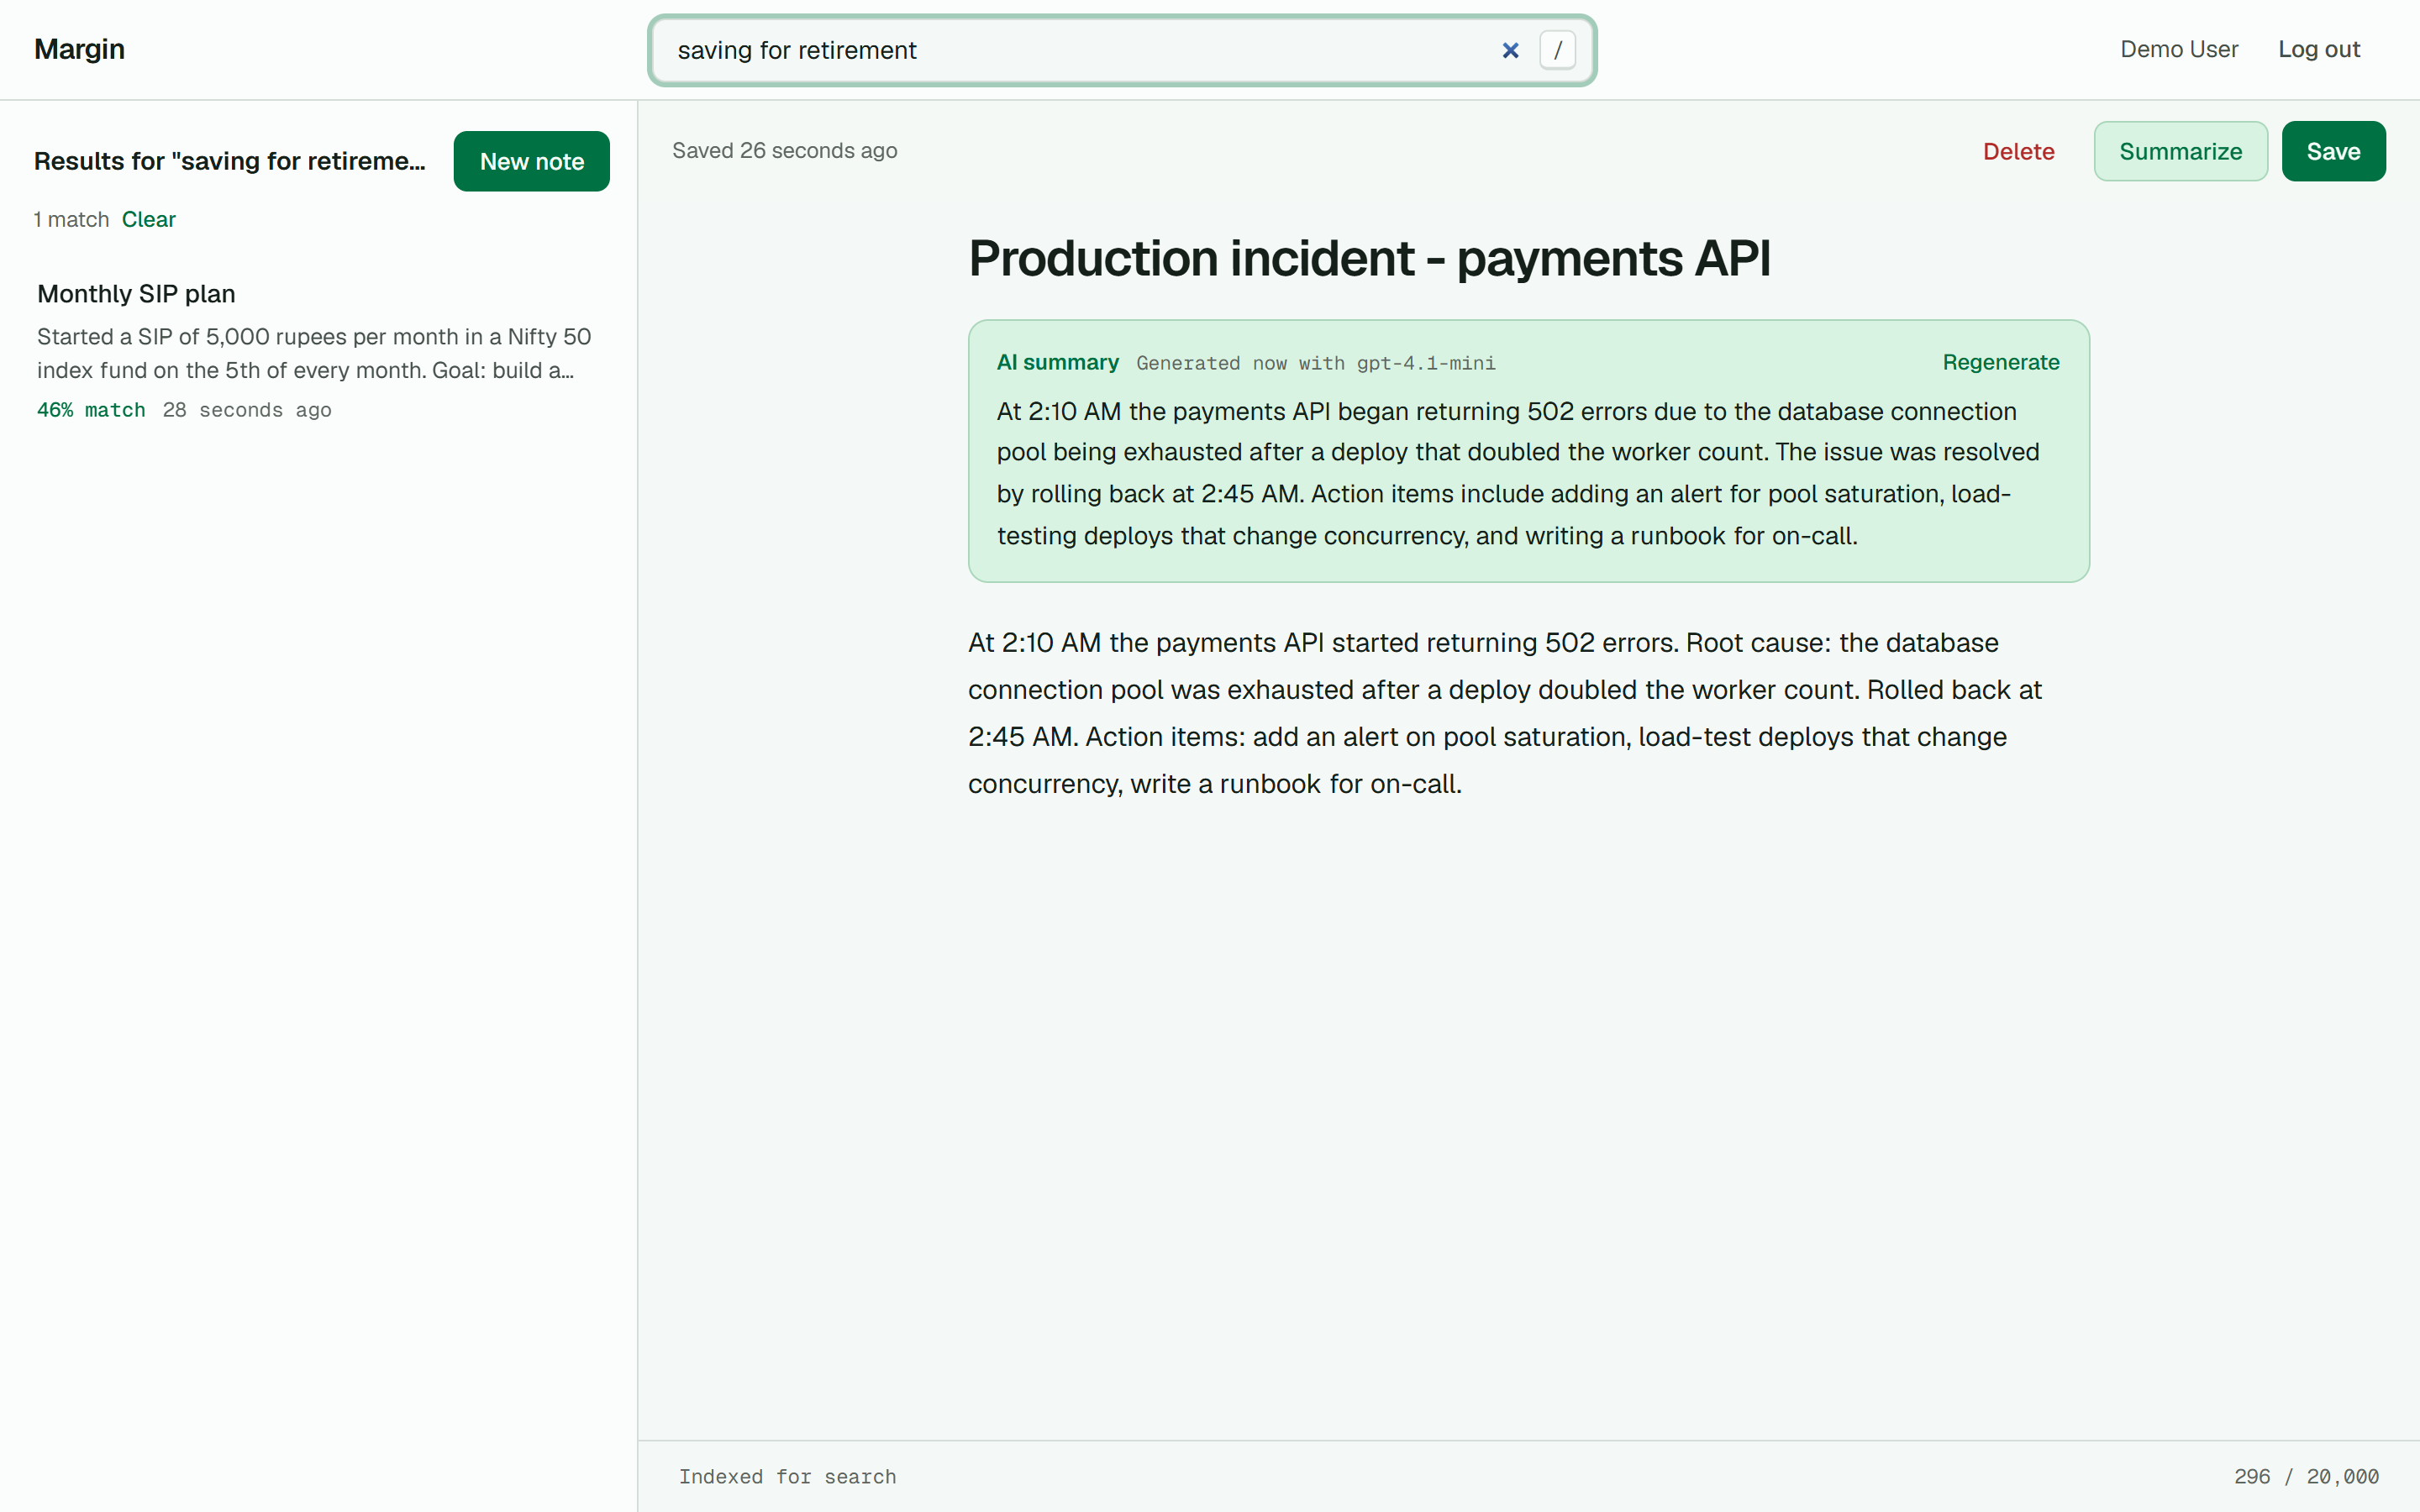 Margin
saving for retirement
/
Demo User
Log out
Results for "saving for retireme...
New note
1 match Clear
Monthly SIP plan
Started a SIP of 5,000 rupees per month in a Nifty 50
index fund on the 5th of every month. Goal: build a...
46% match 28 seconds ago
Saved 26 seconds ago
Delete
Summarize
Save
Production incident - payments API
AI summary Generated now with gpt-4.1-mini
Regenerate
At 2:10 AM the payments API began returning 502 errors due to the database connection
pool being exhausted after a deploy that doubled the worker count. The issue was resolved
by rolling back at 2:45 AM. Action items include adding an alert for pool saturation, load-
testing deploys that change concurrency, and writing a runbook for on-call.
At 2:10 AM the payments API started returning 502 errors. Root cause: the database
connection pool was exhausted after a deploy doubled the worker count. Rolled back at
2:45 AM. Action items: add an alert on pool saturation, load-test deploys that change
concurrency, write a runbook for on-call.
Indexed for search
296 / 20,000